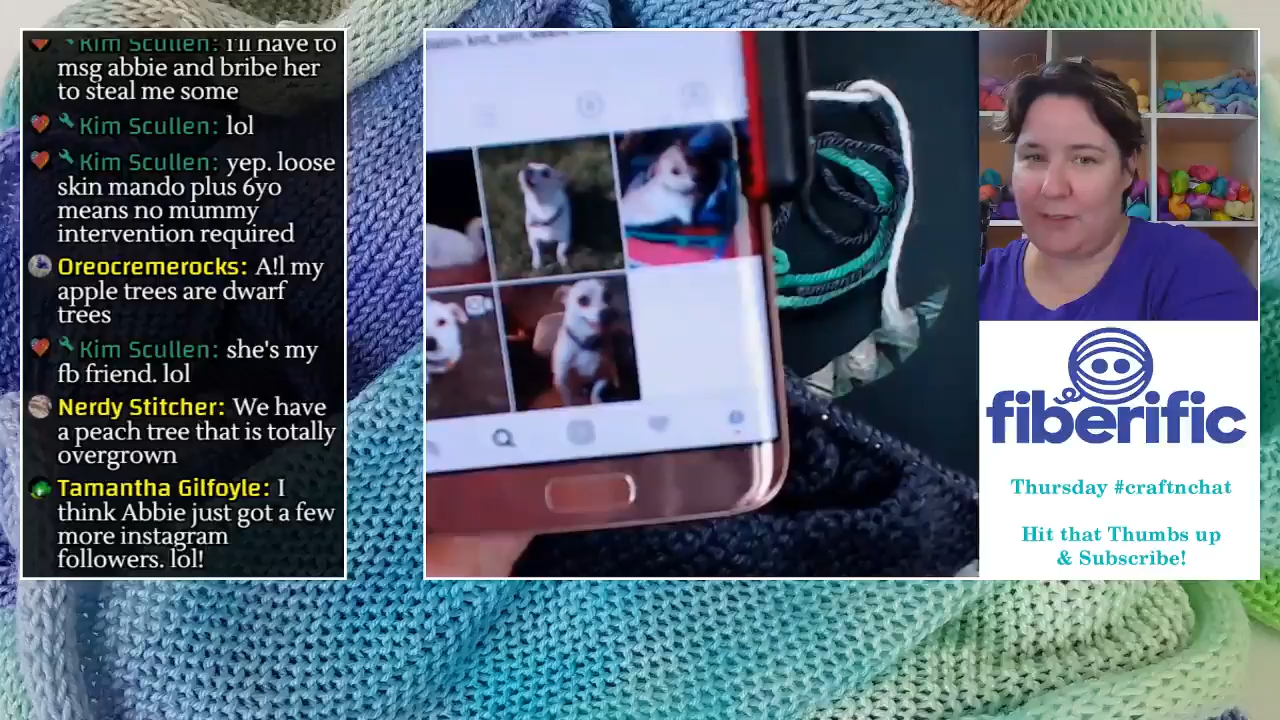 Kim Scullen: I'll have to
msg abbie and bribe her
to steal me some
Kim Scullen: lol
Kim Scullen: yep. loose
skin mando plus 6yo
means no mummy
intervention required
Oreocremerocks: A!l my
apple trees are dwarf
trees
Kim Scullen: she's my
fb friend. lol
Nerdy Stitcher: We have
a peach tree that is totally
overgrown
Tamantha Gilfoyle: I
think Abbie just got a few
more instagram
followers. lol!
fiberific
Thursday #craftnchat
Hit that Thumbs up
& Subscribe!